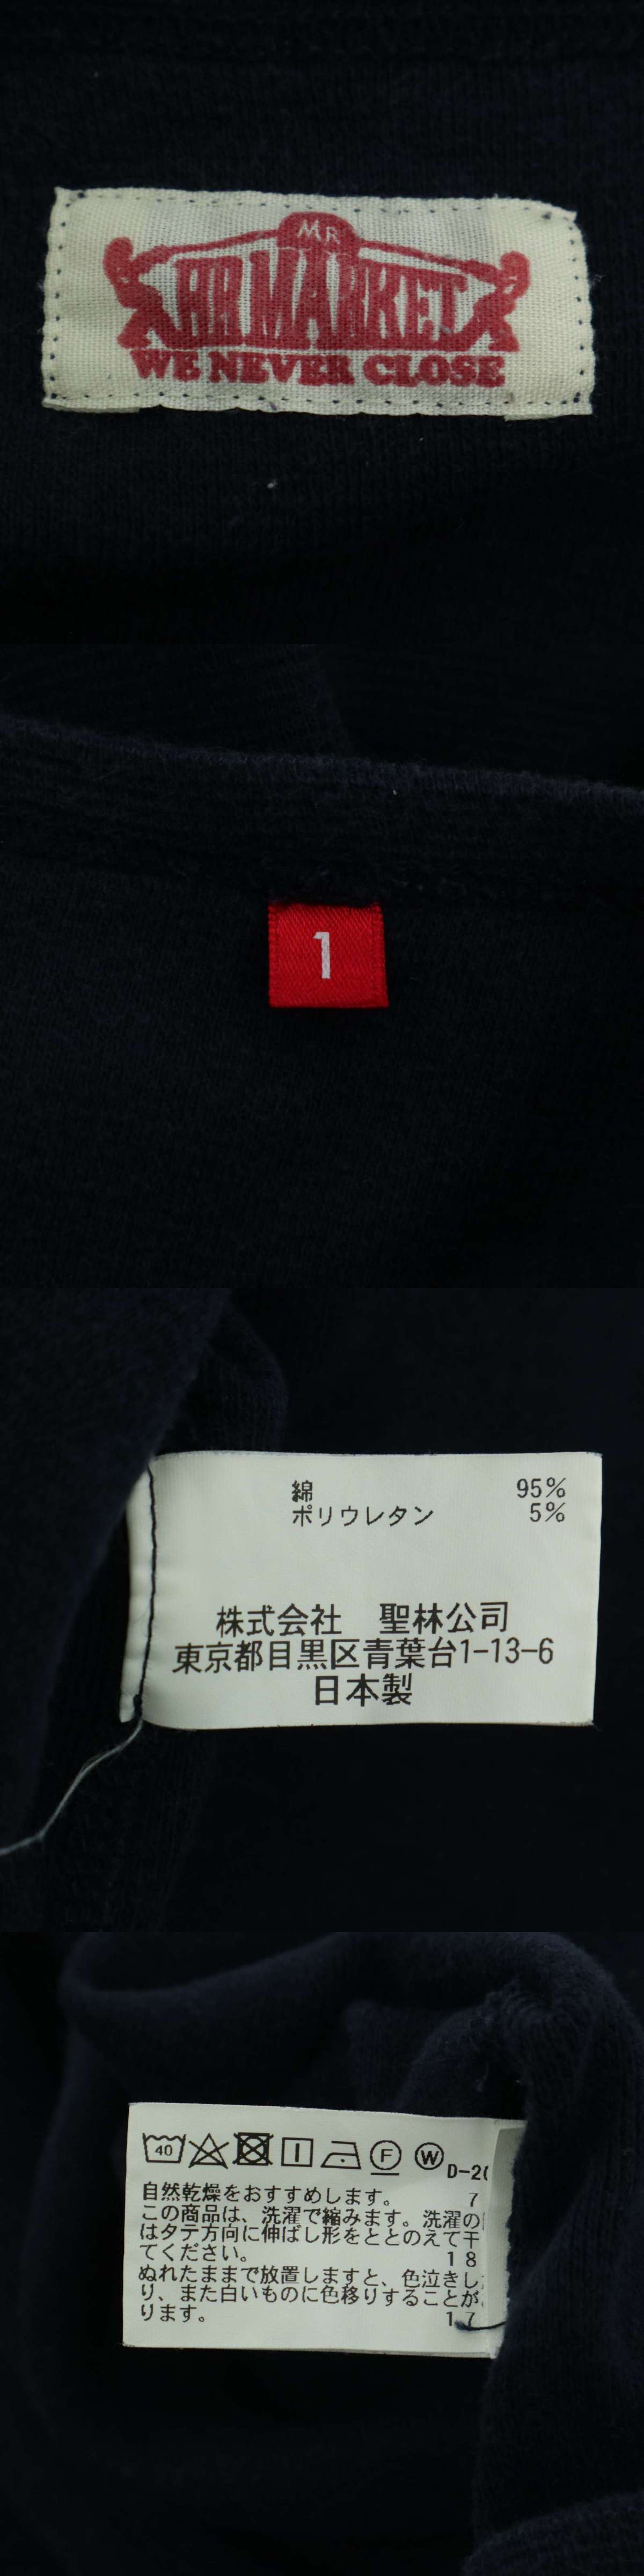 MR
HRMARKET
WE NEVER CLOSE
1
綿 95%
ポリウレタン 5%
株式会社 聖林公司
東京都目黒区青葉台1-13-6
日本製
40 F W D-2
自然乾燥をおすすめします。 7
この商品は、洗濯で縮みます。洗濯の
はタテ方向に伸ばし形をととのえて干
てください。 18
ぬれたままで放置しますと、色泣きし
り、また白いものに色移りすることが
ります。 17